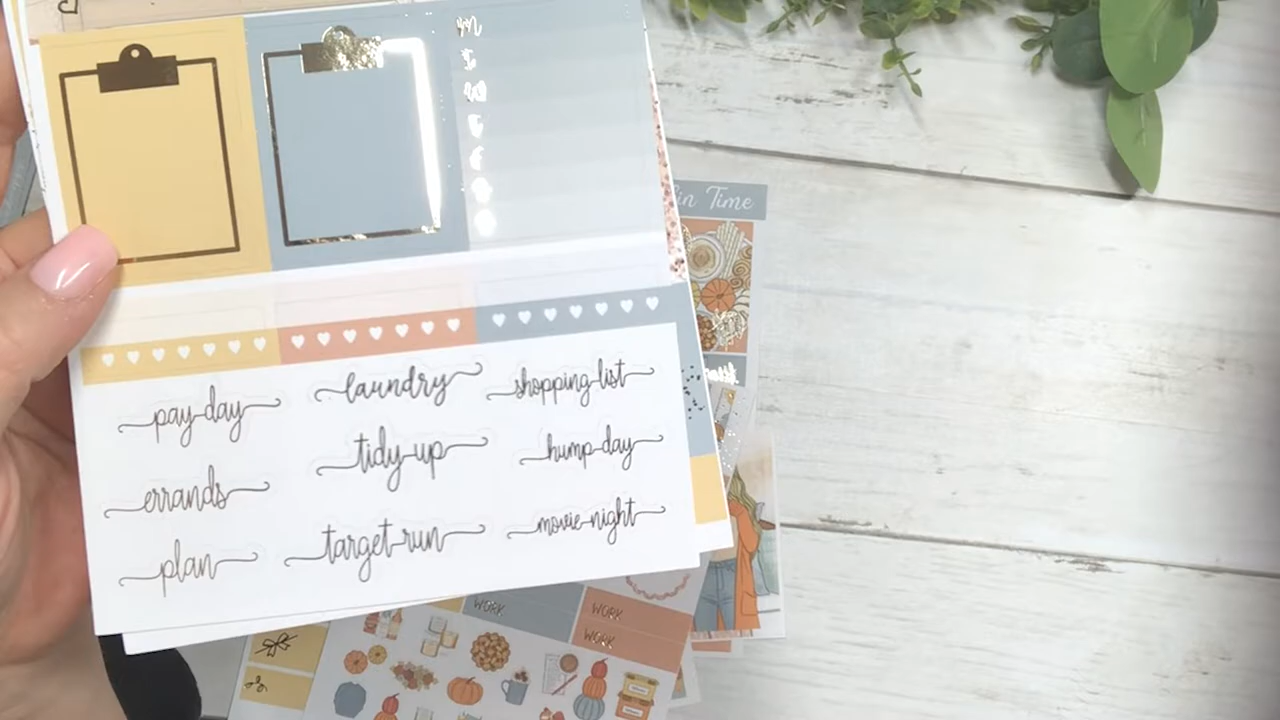 in Time
pay day
laundry
shopping list
errands
tidy up
hump day
plan
target run
movie night
WORK
WORK
WORK